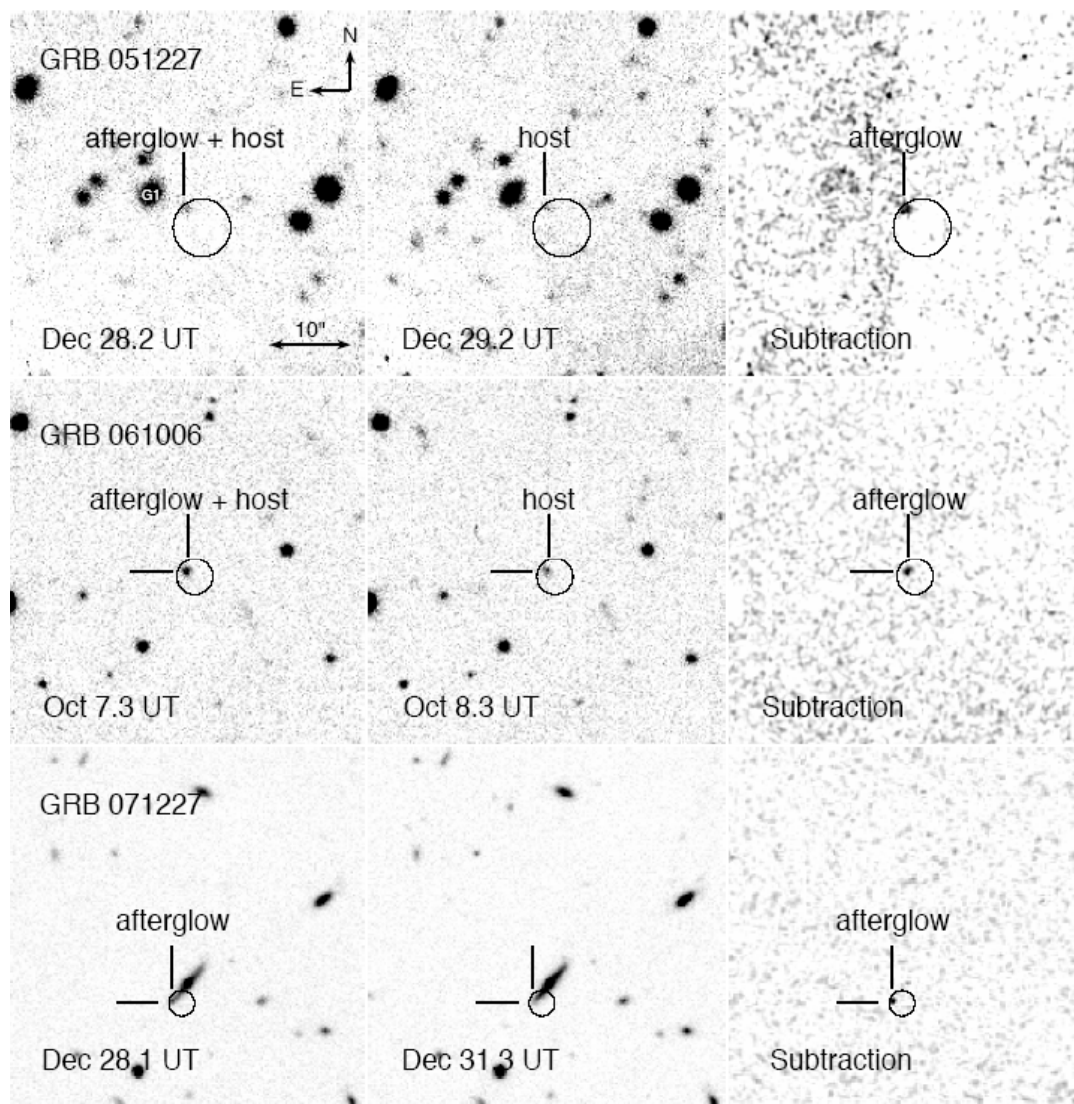 GRB 051227
N
E
afterglow + host
G1
Dec 28.2 UT
10"
host
Dec 29.2 UT
afterglow
Subtraction
GRB 061006
afterglow + host
Oct 7.3 UT
host
Oct 8.3 UT
afterglow
Subtraction
GRB 071227
afterglow
Dec 28.1 UT
Dec 31.3 UT
afterglow
Subtraction